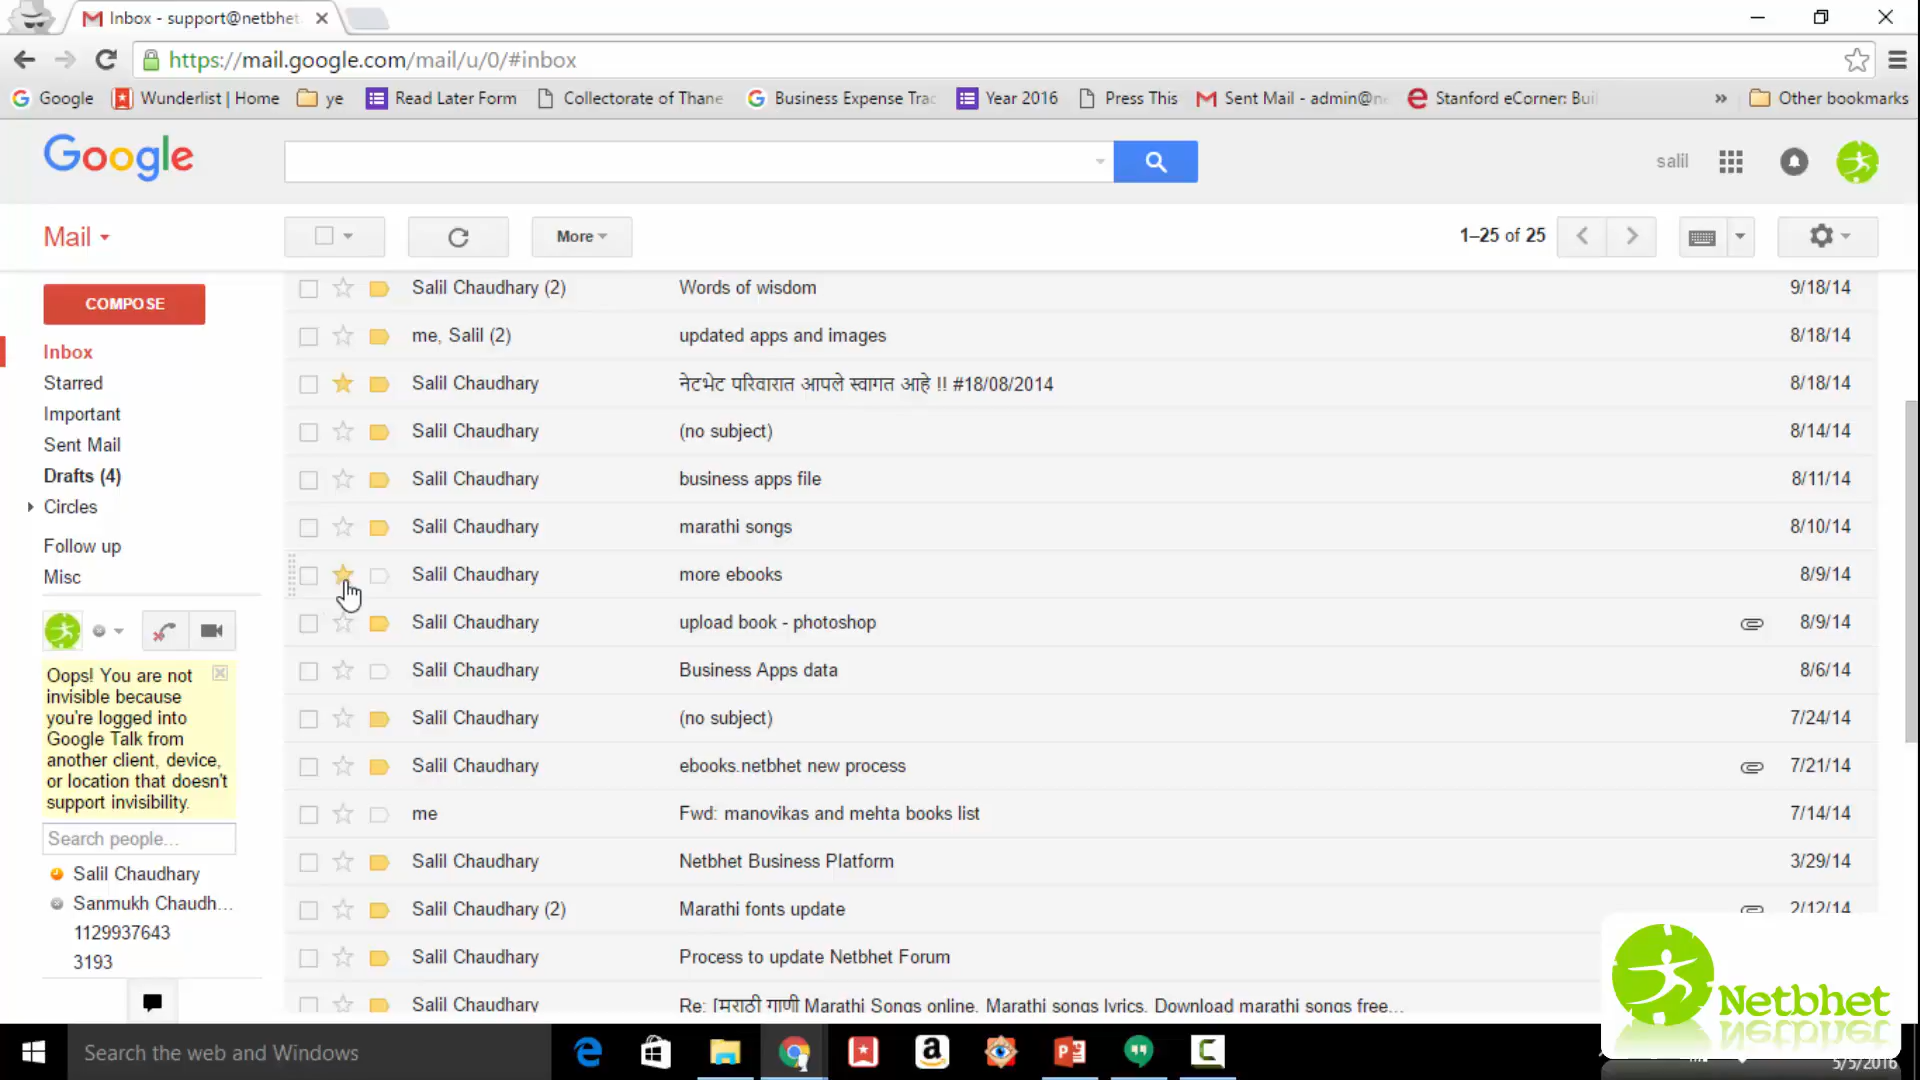 Inbox - support@netbhet
https://mail.google.com/mail/u/0/#inbox
Google
Wunderlist | Home
ye
Read Later Form
Collectorate of Thane
Business Expense Trac
Year 2016
Press This
Sent Mail - admin@n
Stanford eCorner: Buil
»
Other bookmarks
Google
salil
Mail
More
1–25 of 25
COMPOSE
Inbox
Starred
Important
Sent Mail
Drafts (4)
Circles
Follow up
Misc
Oops! You are not
invisible because
you're logged into
Google Talk from
another client, device,
or location that doesn't
support invisibility.
Search people...
Salil Chaudhary
Sanmukh Chaudh...
1129937643
3193
Salil Chaudhary (2) Words of wisdom 9/18/14
me, Salil (2) updated apps and images 8/18/14
Salil Chaudhary नेटभेट परिवारात आपले स्वागत आहे !! #18/08/2014 8/18/14
Salil Chaudhary (no subject) 8/14/14
Salil Chaudhary business apps file 8/11/14
Salil Chaudhary marathi songs 8/10/14
Salil Chaudhary more ebooks 8/9/14
Salil Chaudhary upload book - photoshop 8/9/14
Salil Chaudhary Business Apps data 8/6/14
Salil Chaudhary (no subject) 7/24/14
Salil Chaudhary ebooks.netbhet new process 7/21/14
me Fwd: manovikas and mehta books list 7/14/14
Salil Chaudhary Netbhet Business Platform 3/29/14
Salil Chaudhary (2) Marathi fonts update 2/12/14
Salil Chaudhary Process to update Netbhet Forum
Salil Chaudhary Re: [मराठी गाणी Marathi Songs online, Marathi songs lyrics, Download marathi songs free...
Netbhet
Search the web and Windows
5/5/2016